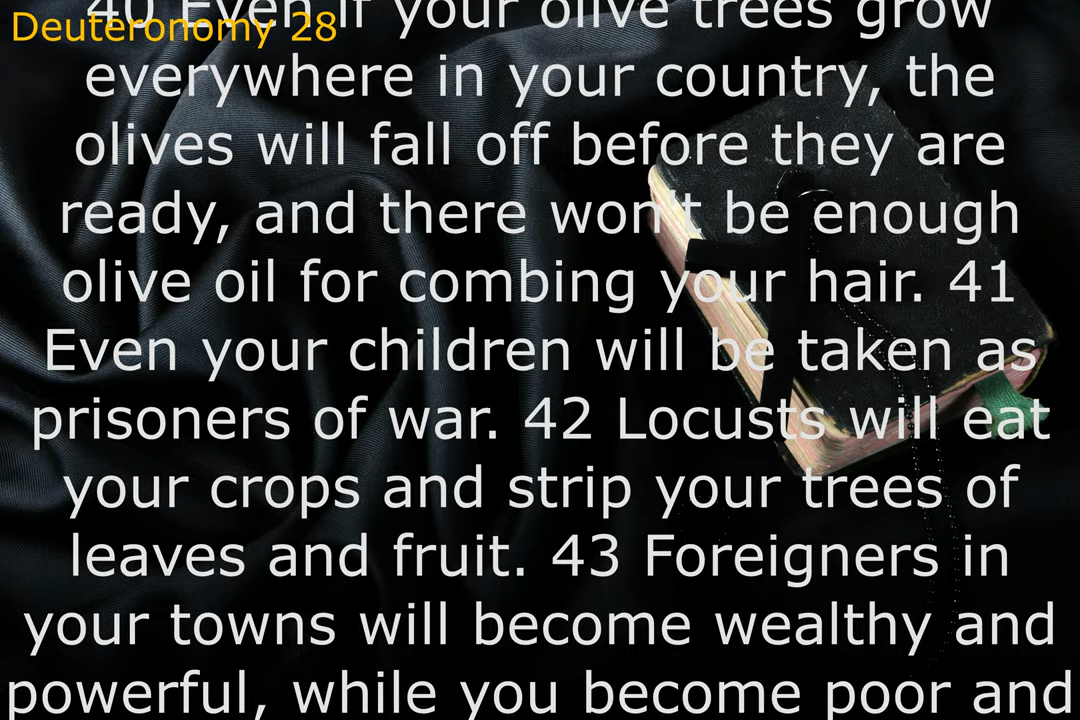 Deuteronomy 28
40 Even if your olive trees grow
everywhere in your country, the
olives will fall off before they are
ready, and there won't be enough
olive oil for combing your hair. 41
Even your children will be taken as
prisoners of war. 42 Locusts will eat
your crops and strip your trees of
leaves and fruit. 43 Foreigners in
your towns will become wealthy and
powerful, while you become poor and